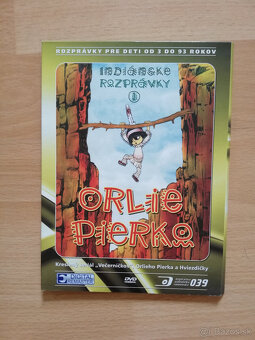 ROZPRÁVKY PRE DETI OD 3 DO 93 ROKOV
INDIÁNSKE
ROZPRÁVKY
1
ORLIE
PIERKO
Kreslený seriál „Večerníčkov" Orlieho Pierka a Hviezdičky
DIGITAL
DVD
039